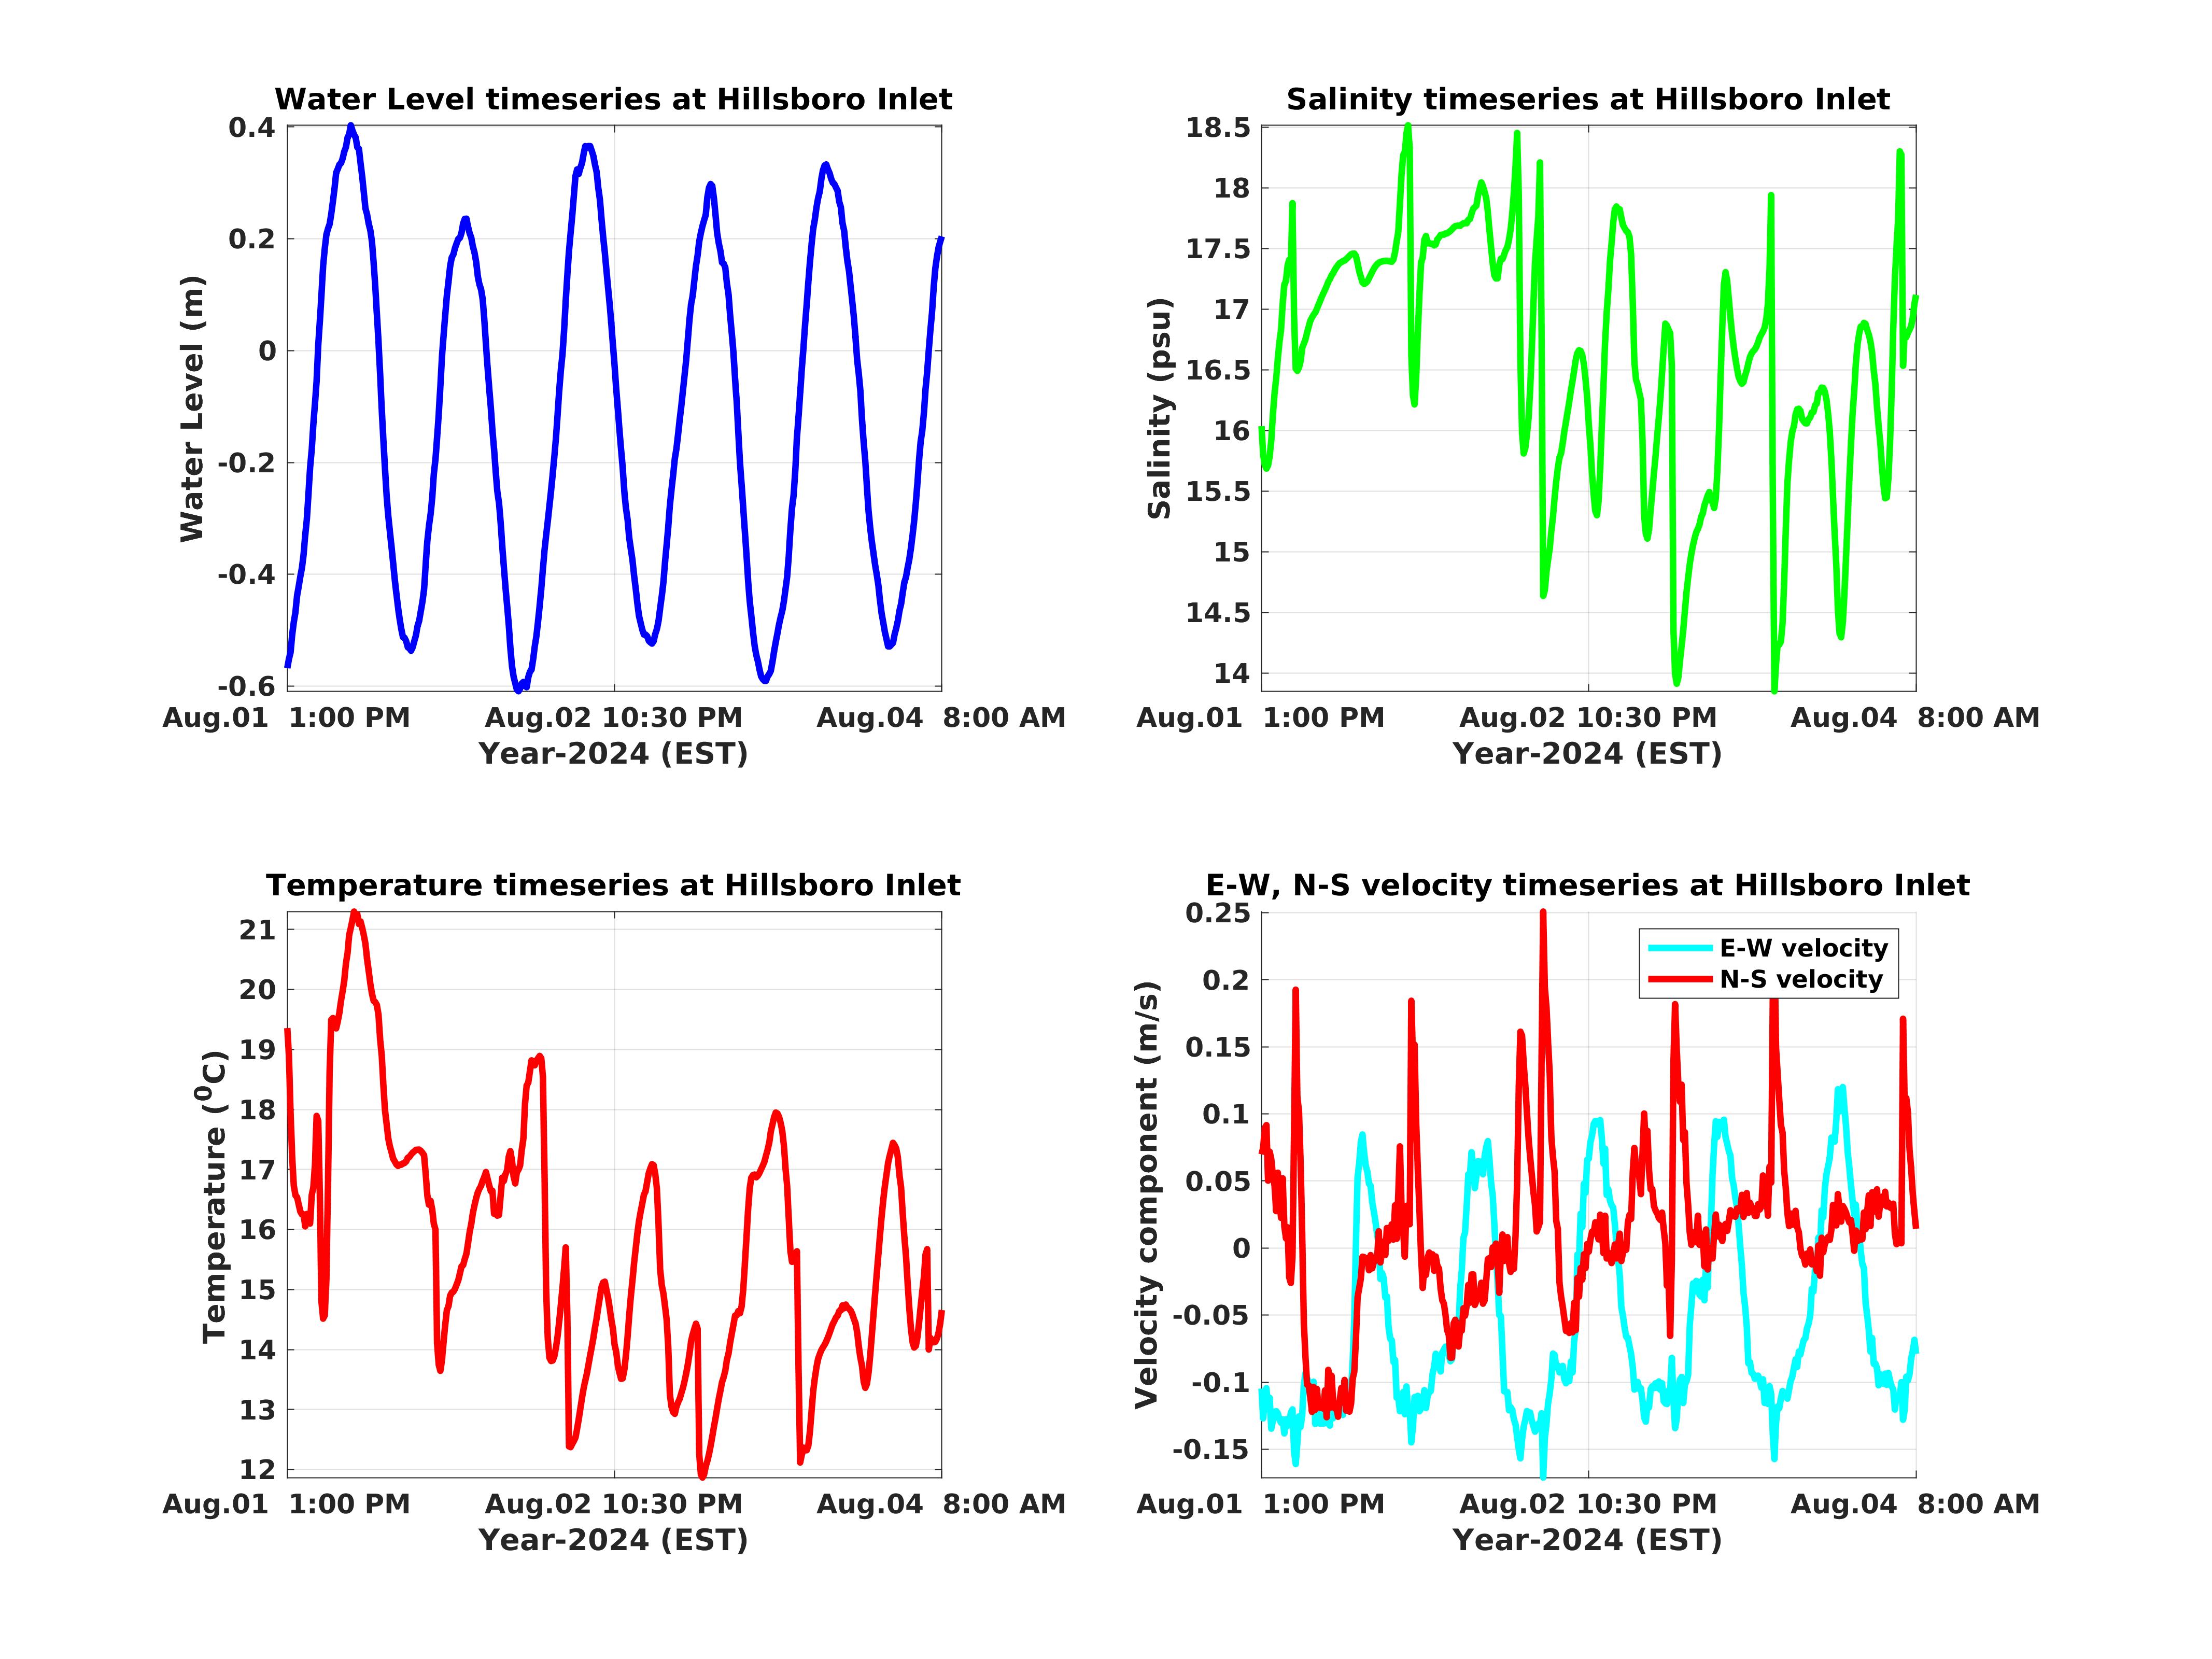 Water Level timeseries at Hillsboro Inlet
0.4
0.2
0
-0.2
-0.4
-0.6
Water Level (m)
Aug.01 1:00 PM Aug.02 10:30 PM Aug.04 8:00 AM
Year-2024 (EST)
Salinity timeseries at Hillsboro Inlet
18.5
18
17.5
17
16.5
16
15.5
15
14.5
14
Salinity (psu)
Aug.01 1:00 PM Aug.02 10:30 PM Aug.04 8:00 AM
Year-2024 (EST)
Temperature timeseries at Hillsboro Inlet
21
20
19
18
17
16
15
14
13
12
Temperature (⁰C)
Aug.01 1:00 PM Aug.02 10:30 PM Aug.04 8:00 AM
Year-2024 (EST)
E-W, N-S velocity timeseries at Hillsboro Inlet
0.25
0.2
0.15
0.1
0.05
0
-0.05
-0.1
-0.15
Velocity component (m/s)
E-W velocity
N-S velocity
Aug.01 1:00 PM Aug.02 10:30 PM Aug.04 8:00 AM
Year-2024 (EST)